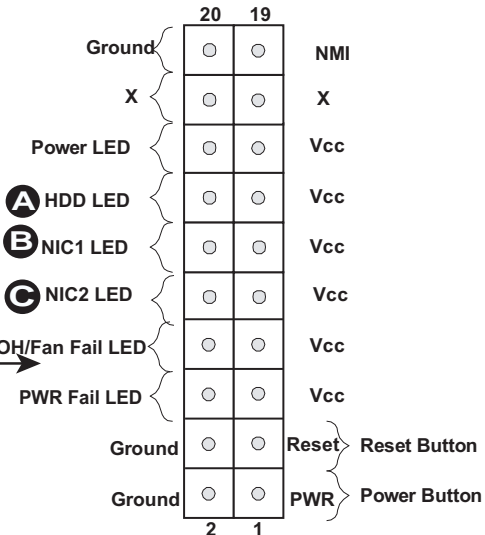 20 19
Ground NMI
X X
Power LED Vcc
A HDD LED Vcc
B NIC1 LED Vcc
C NIC2 LED Vcc
OH/Fan Fail LED Vcc
PWR Fail LED Vcc
Ground Reset Reset Button
Ground PWR Power Button
2 1